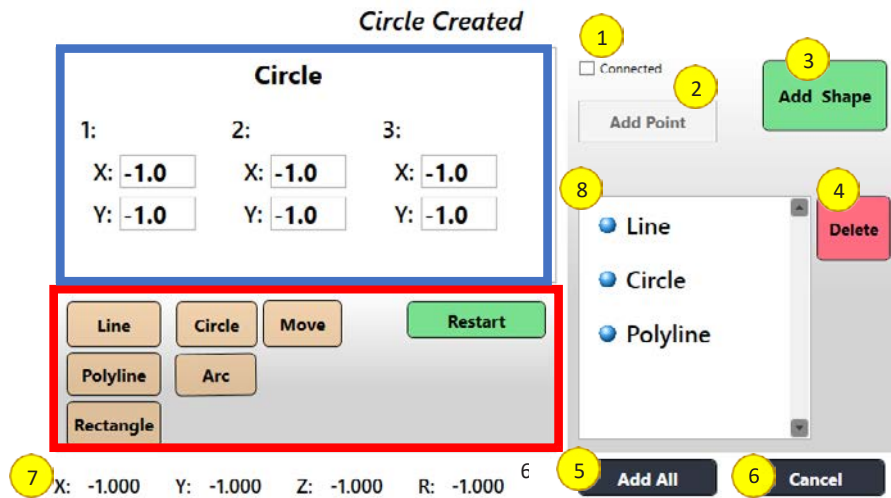 Circle Created
1
Connected
2
Add Point
3
Add Shape
Circle
1:
2:
3:
X: -1.0
X: -1.0
X: -1.0
Y: -1.0
Y: -1.0
Y: -1.0
8
Line
Circle
Polyline
4
Delete
Line
Circle
Move
Restart
Polyline
Arc
Rectangle
7
X: -1.000 Y: -1.000 Z: -1.000 R: -1.000
5
Add All
6
Cancel